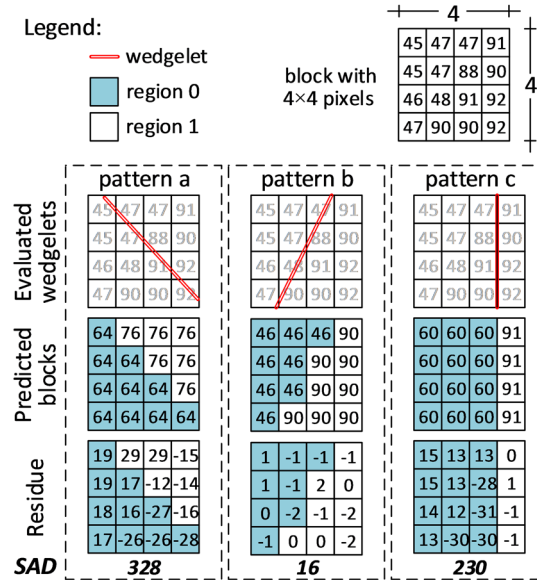 Legend:
wedgelet
region 0
region 1
block with
4×4 pixels
4
45 47 47 91
45 47 88 90
46 48 91 92
47 90 90 92
4
pattern a
pattern b
pattern c
Evaluated
wedgelets
45 47 47 91
45 47 88 90
46 48 91 92
47 90 90 92
45 47 47 91
45 47 88 90
46 48 91 92
47 90 90 92
45 47 47 91
45 47 88 90
46 48 91 92
47 90 90 92
Predicted
blocks
64 76 76 76
64 64 76 76
64 64 64 76
64 64 64 64
46 46 46 90
46 46 90 90
46 46 90 90
46 90 90 90
60 60 60 91
60 60 60 91
60 60 60 91
60 60 60 91
Residue
19 29 29 -15
19 17 -12 -14
18 16 -27 -16
17 -26 -26 -28
1 -1 -1 -1
1 -1 2 0
0 -2 -1 -2
-1 0 0 -2
15 13 13 0
15 13 -28 1
14 12 -31 -1
13 -30 -30 -1
SAD
328
16
230